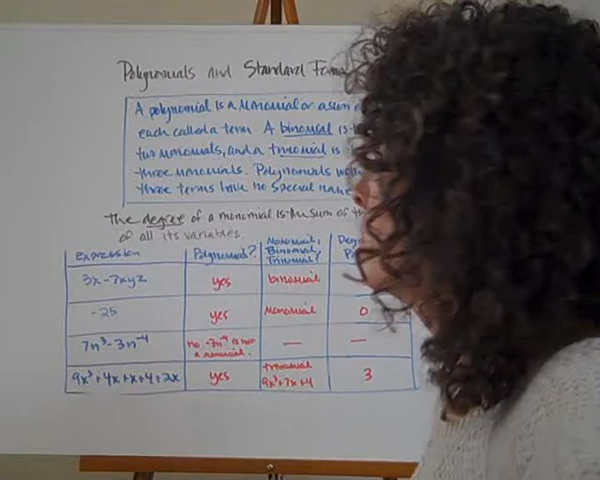 Polynomials and Standard Form
A polynomial is a monomial or a sum
each called a term A binomial is
two monomials, and a trinomial is
three monomials. Polynomials
three terms have no special name
the degree of a monomial is the sum of
of all its variables
Expression Polynomial? Monomial, Binomial, Trinomial?
3x-7xyz yes binomial
-25 yes Monomial 0
7n³-3n⁻⁴ no. -3n⁻⁴ is not a monomial. — —
9x³+4x+x+4+2x yes trinomial 9x³+7x+4 3